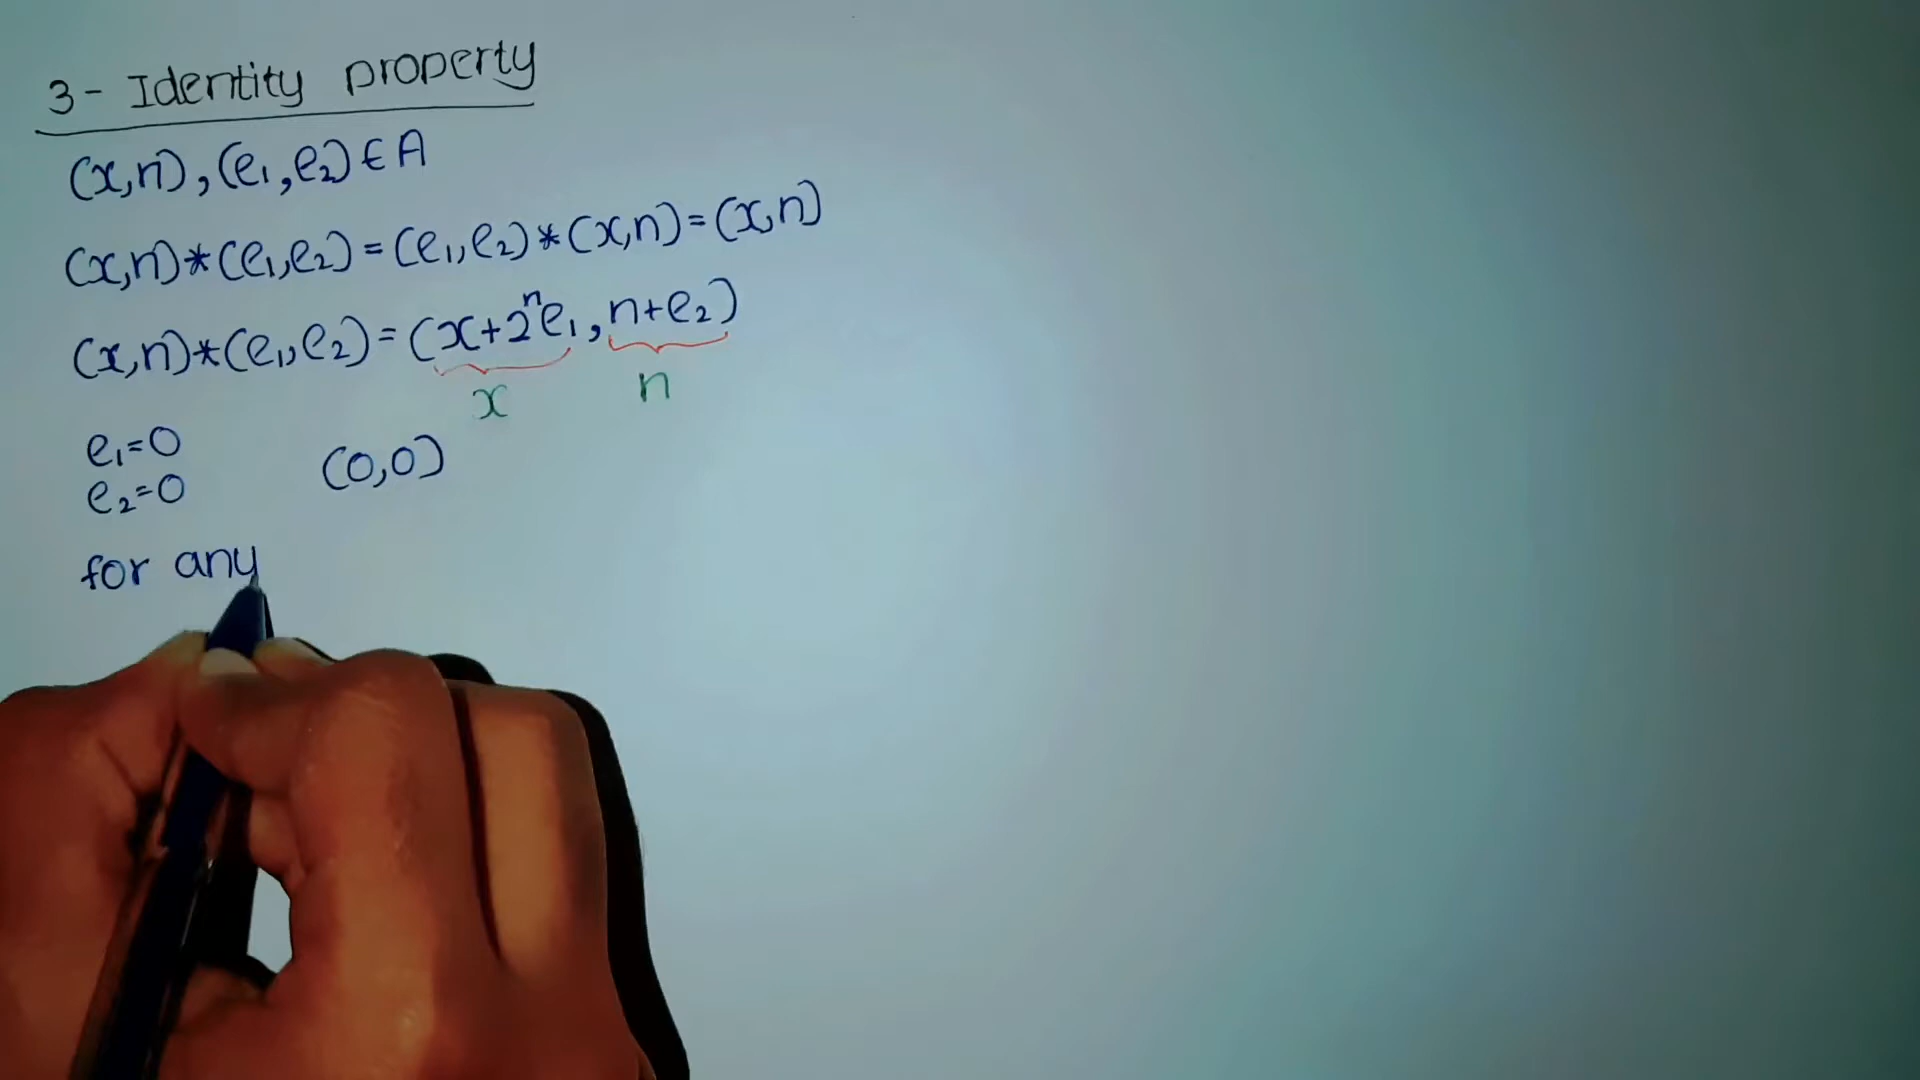 3- Identity property
(x,n),(e₁,e₂)∈A
(x,n)*(e₁,e₂)=(e₁,e₂)*(x,n)=(x,n)
(x,n)*(e₁,e₂)=(x+2ⁿe₁,n+e₂)
x n
e₁=0
e₂=0
(0,0)
for any